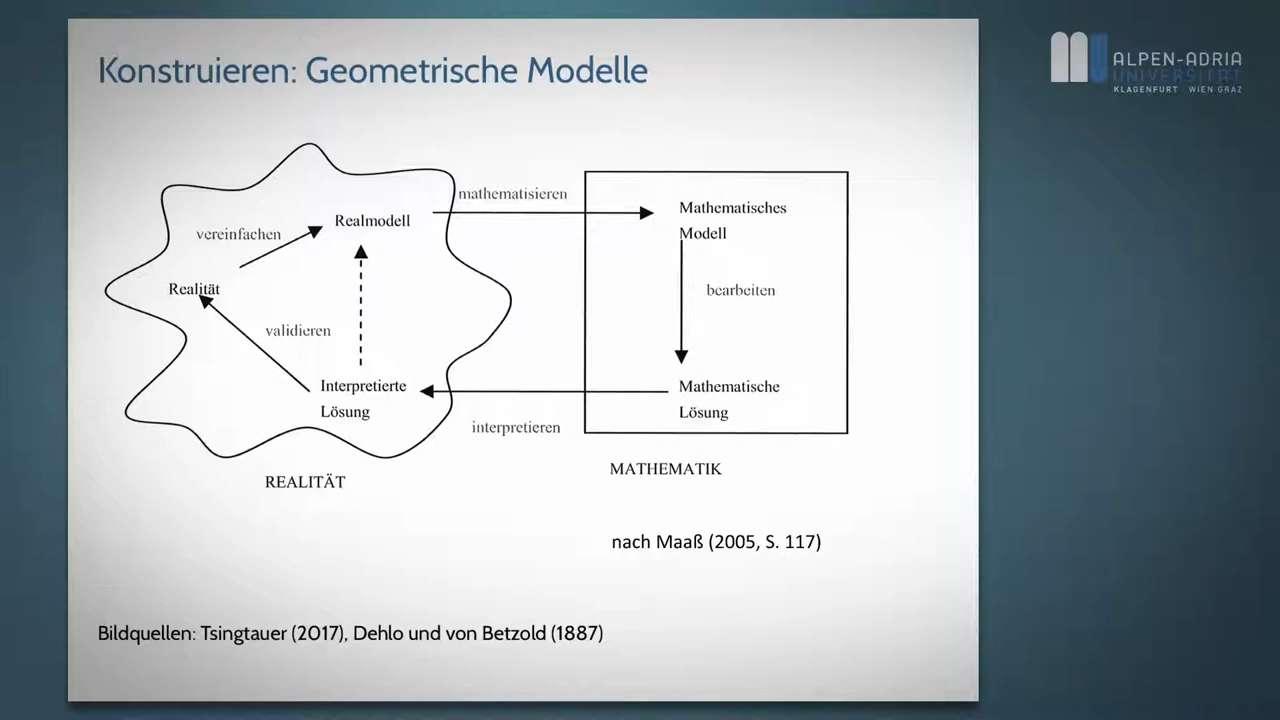 Konstruieren: Geometrische Modelle
ALPEN-ADRIA
UNIVERSITÄT
KLAGENFURT WIEN GRAZ
mathematisieren
Realmodell
Mathematisches
Modell
vereinfachen
Realität
bearbeiten
validieren
Interpretierte
Lösung
Mathematische
Lösung
interpretieren
REALITÄT
MATHEMATIK
nach Maaß (2005, S. 117)
Bildquellen: Tsingtauer (2017), Dehlo und von Betzold (1887)